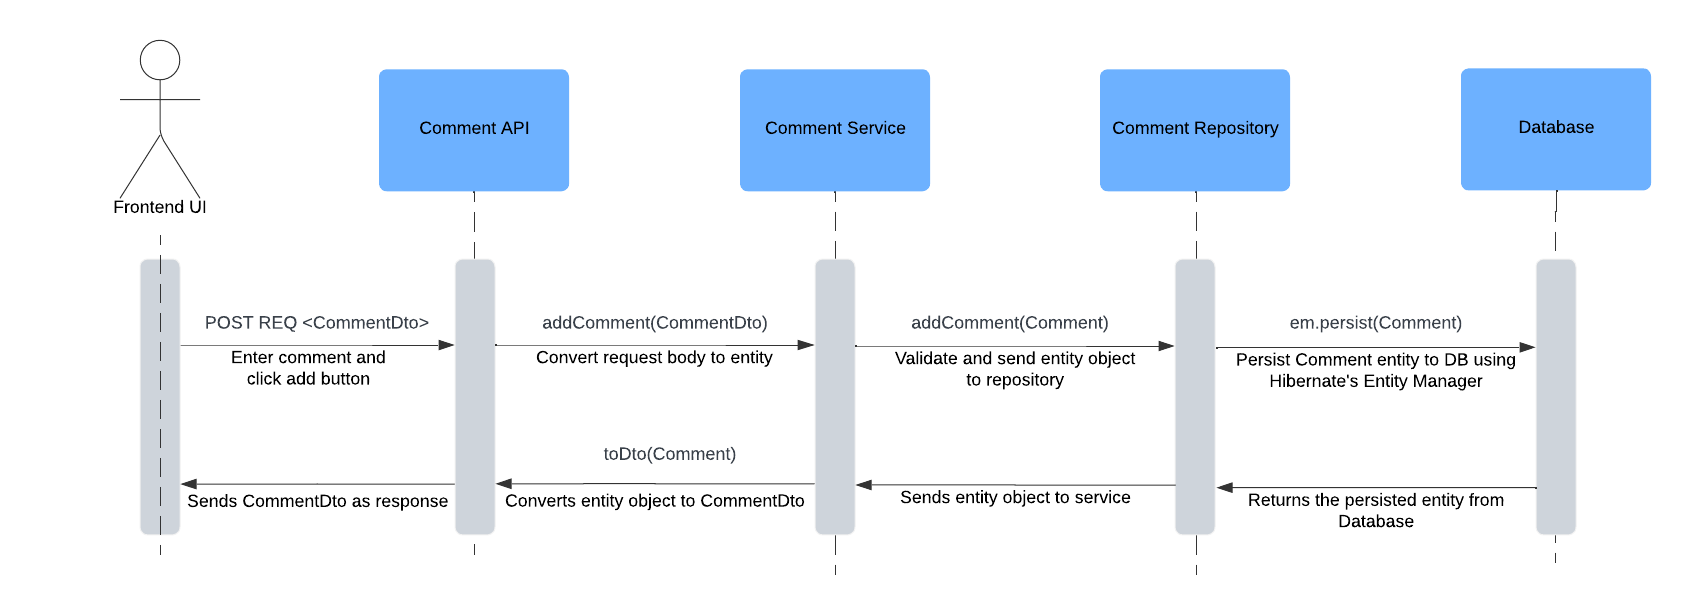 Frontend UI
Comment API
Comment Service
Comment Repository
Database
POST REQ <CommentDto>
Enter comment and
click add button
addComment(CommentDto)
Convert request body to entity
addComment(Comment)
Validate and send entity object
to repository
em.persist(Comment)
Persist Comment entity to DB using
Hibernate's Entity Manager
Sends CommentDto as response
toDto(Comment)
Converts entity object to CommentDto
Sends entity object to service
Returns the persisted entity from
Database